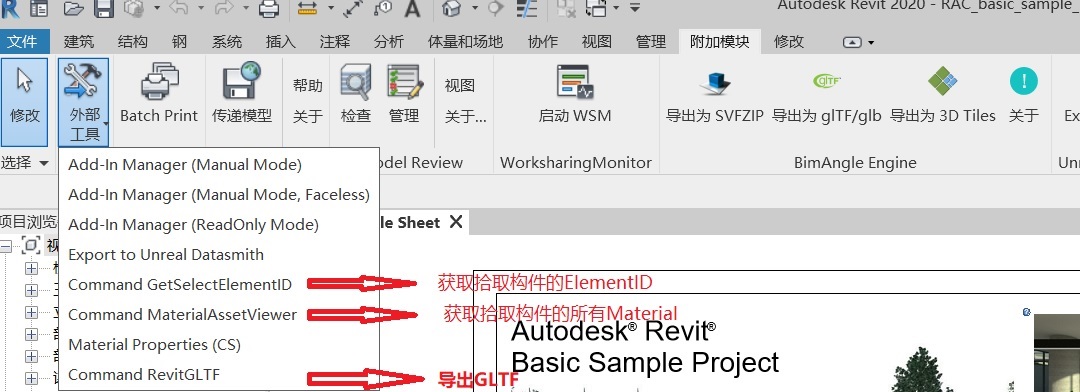 Autodesk Revit 2020 - RAC_basic_sample_
文件 建筑 结构 钢 系统 插入 注释 分析 体量和场地 协作 视图 管理 附加模块 修改
修改 外部工具 Batch Print 传递模型 帮助 关于 检查 管理 视图 关于... 启动 WSM 导出为 SVFZIP glTF 导出为 glTF/glb 导出为 3D Tiles 关于 Ex
选择 odel Review WorksharingMonitor BimAngle Engine Unr
Add-In Manager (Manual Mode)
Add-In Manager (Manual Mode, Faceless)
Add-In Manager (ReadOnly Mode)
项目浏览 le Sheet X
Export to Unreal Datasmith
Command GetSelectElementID 获取拾取构件的ElementID
Command MaterialAssetViewer 获取拾取构件的所有Material
Autodesk® Revit®
Material Properties (CS)
Basic Sample Project
Command RevitGLTF 导出GLTF